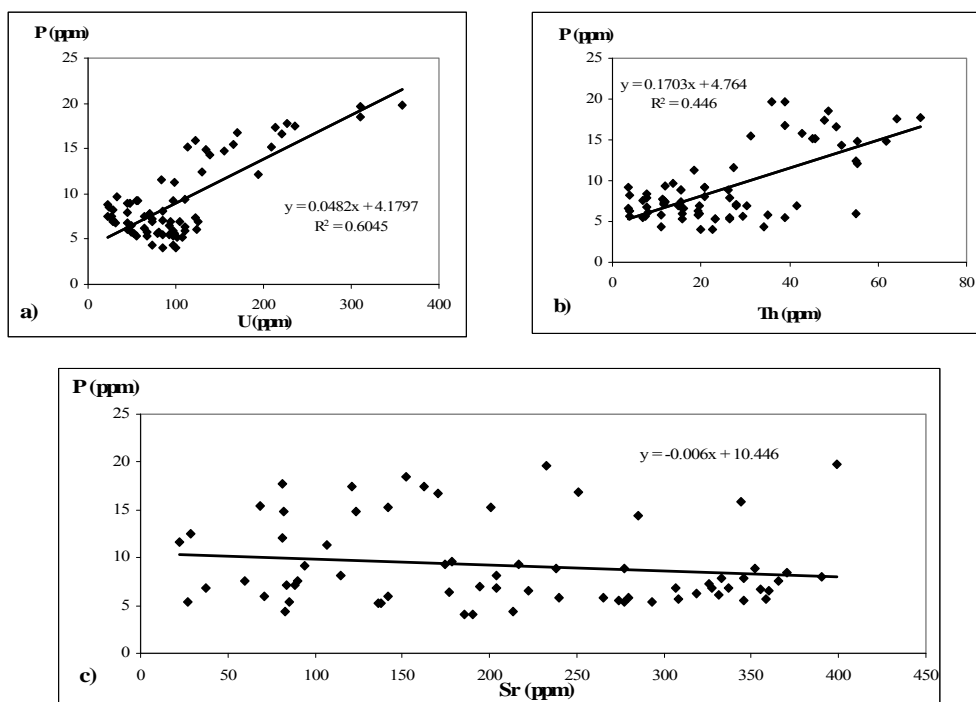 P (ppm)
25
20
15
10
5
0
y = 0.0482x + 4.1797
R² = 0.6045
0 100 200 300 400
a)
U(ppm)
P (ppm)
25
20
15
10
5
0
y = 0.1703x + 4.764
R² = 0.446
0 20 40 60 80
b)
Th (ppm)
P (ppm)
25
20
15
10
5
0
y = -0.006x + 10.446
0 50 100 150 200 250 300 350 400 450
c)
Sr (ppm)